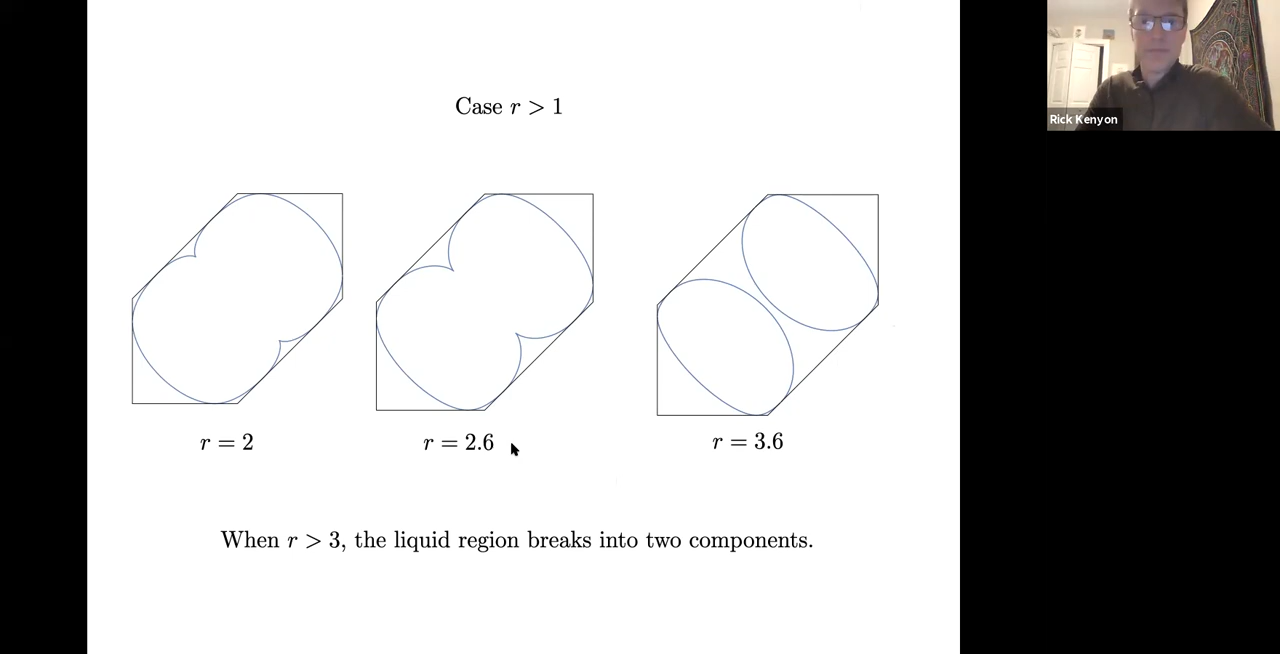 Case r > 1
Rick Kenyon
r = 2
r = 2.6
r = 3.6
When r > 3, the liquid region breaks into two components.